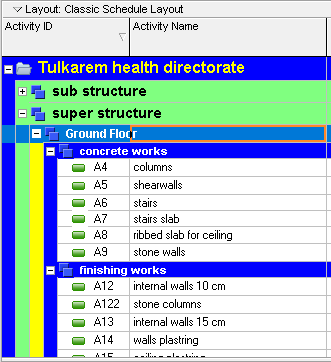 Layout: Classic Schedule Layout
Activity ID Activity Name
Tulkarem health directorate
sub structure
super structure
Ground Floor
concrete works
A4 columns
A5 shearwalls
A6 stairs
A7 stairs slab
A8 ribbed slab for ceiling
A9 stone walls
finishing works
A12 internal walls 10 cm
A122 stone columns
A13 internal walls 15 cm
A14 walls plastring
A15 ceiling plastring